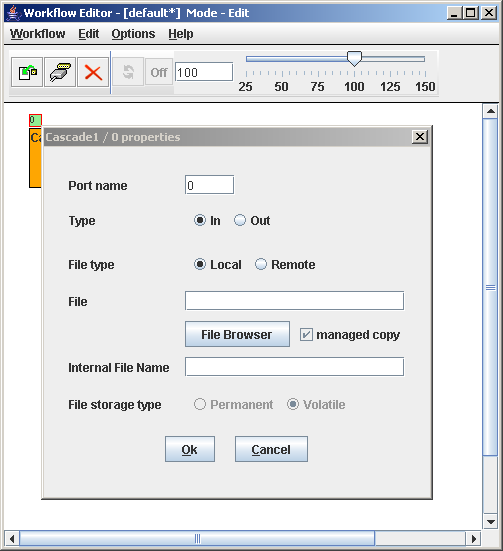 Workflow Editor - [default*] Mode - Edit
Workflow Edit Options Help
Off 100
25 50 75 100 125 150
0
Cascade1 / 0 properties
Port name 0
Type In Out
File type Local Remote
File
File Browser managed copy
Internal File Name
File storage type Permanent Volatile
Ok Cancel